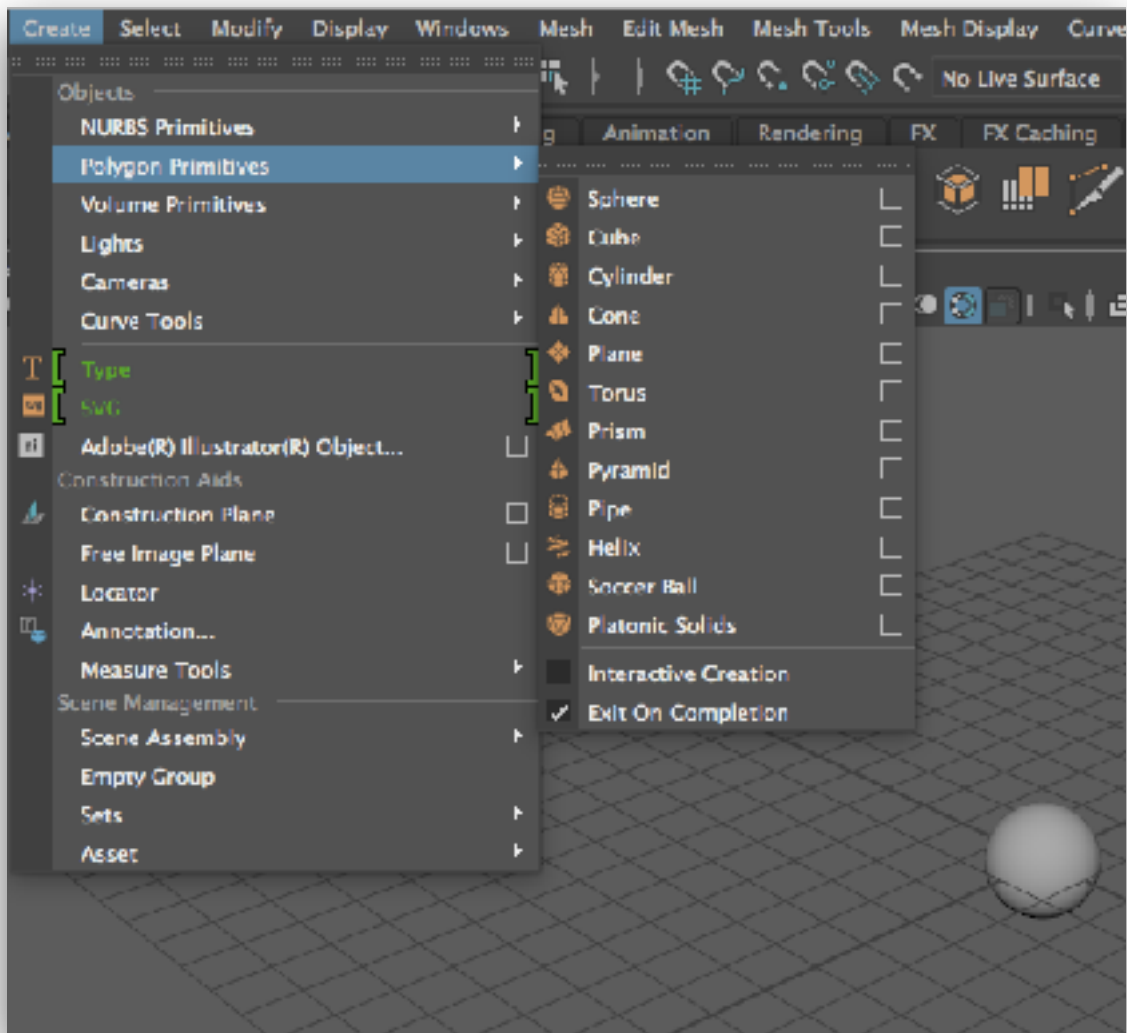 Create Select Modify Display Windows Mesh Edit Mesh Mesh Tools Mesh Display Curve
No Live Surface
Animation Rendering FX FX Caching
Objects
NURBS Primitives
Polygon Primitives
Volume Primitives
Lights
Cameras
Curve Tools
T Type
SVG
Adobe(R) Illustrator(R) Object...
Construction Aids
Construction Plane
Free Image Plane
Locator
Annotation...
Measure Tools
Scene Management
Scene Assembly
Empty Group
Sets
Asset
Sphere
Cube
Cylinder
Cone
Plane
Torus
Prism
Pyramid
Pipe
Helix
Soccer Ball
Platonic Solids
Interactive Creation
Exit On Completion